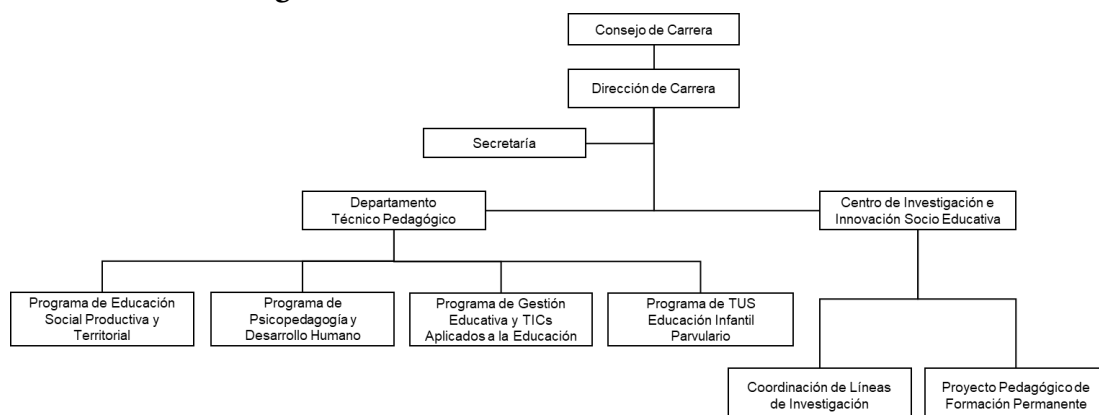 Consejo de Carrera
Dirección de Carrera
Secretaría
Departamento
Técnico Pedagógico
Centro de Investigación e
Innovación Socio Educativa
Programa de Educación
Social Productiva y
Territorial
Programa de
Psicopedagogía y
Desarrollo Humano
Programa de Gestión
Educativa y TICs
Aplicados a la Educación
Programa de TUS
Educación Infantil
Parvulario
Coordinación de Líneas
de Investigación
Proyecto Pedagógico de
Formación Permanente